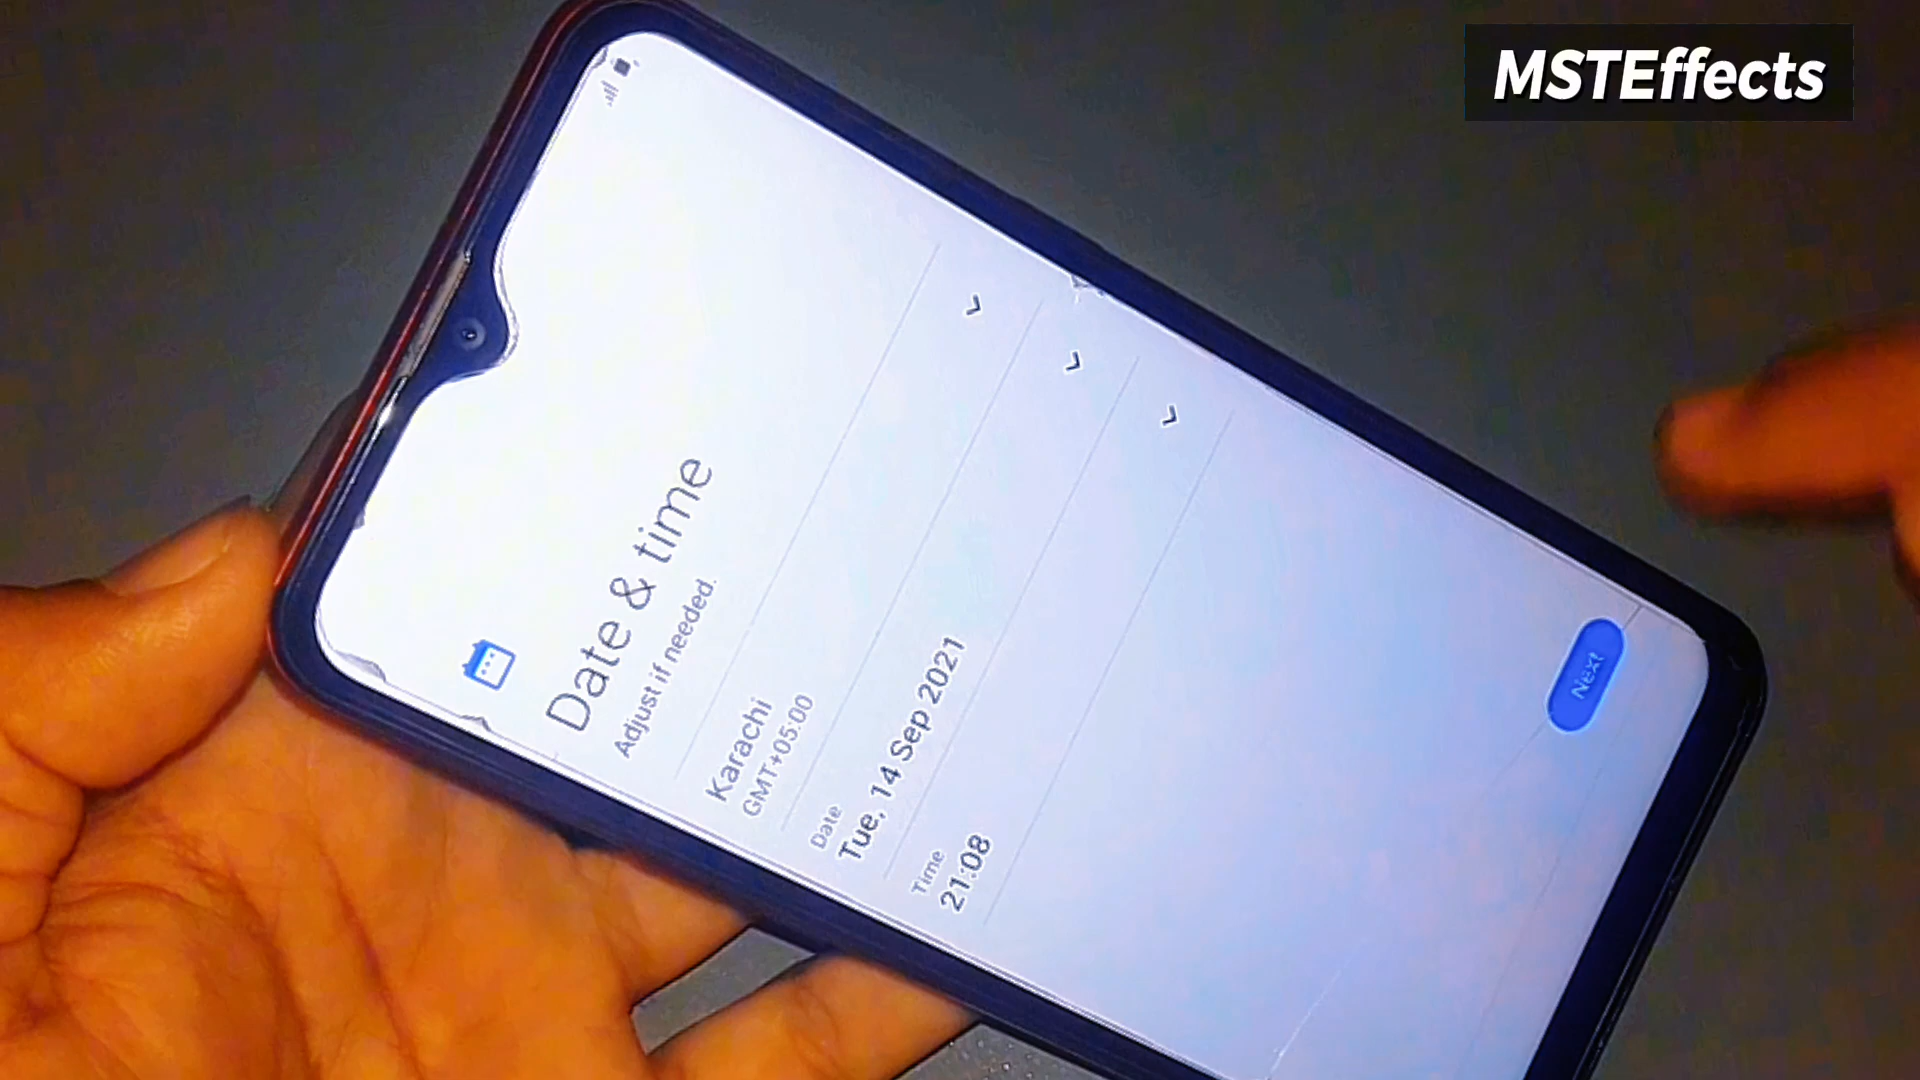 MSTEffects
Date & time
Adjust if needed.
Karachi
GMT+05:00
Date
Tue, 14 Sep 2021
Time
21:08
Next